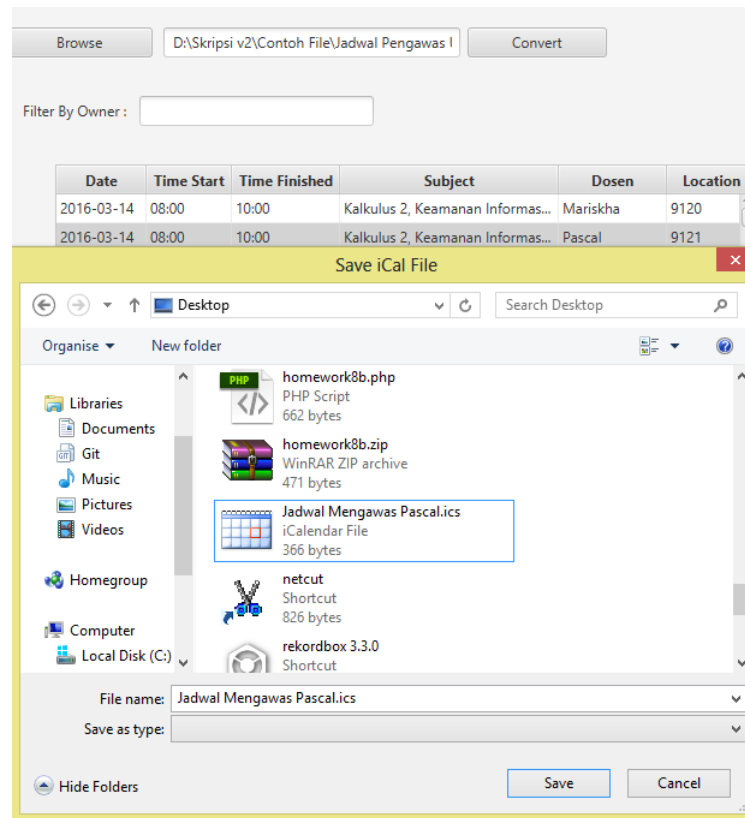 Browse D:\Skripsi v2\Contoh File\Jadwal Pengawas U Convert
Filter By Owner :
Date Time Start Time Finished Subject Dosen Location
2016-03-14 08:00 10:00 Kalkulus 2, Keamanan Informas... Mariskha 9120
2016-03-14 08:00 10:00 Kalkulus 2, Keamanan Informas... Pascal 9121
Save iCal File
Desktop Search Desktop
Organise New folder
Libraries
Documents
Git
Music
Pictures
Videos
Homegroup
Computer
Local Disk (C:)
PHP
homework8b.php
PHP Script
662 bytes
homework8b.zip
WinRAR ZIP archive
471 bytes
Jadwal Mengawas Pascal.ics
iCalendar File
366 bytes
netcut
Shortcut
826 bytes
rekordbox 3.3.0
Shortcut
File name: Jadwal Mengawas Pascal.ics
Save as type:
Hide Folders Save Cancel